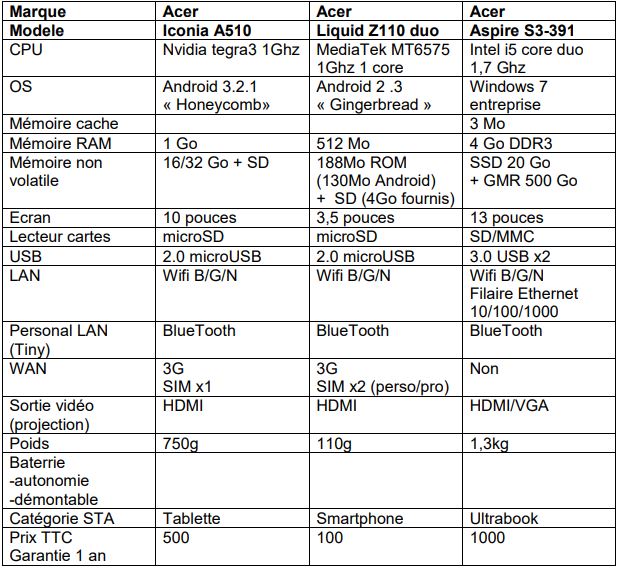 Marque Acer Acer Acer
Modele Iconia A510 Liquid Z110 duo Aspire S3-391
CPU Nvidia tegra3 1Ghz MediaTek MT6575 Intel i5 core duo
1Ghz 1 core 1,7 Ghz
OS Android 3.2.1 Android 2 .3 Windows 7
« Honeycomb» « Gingerbread » entreprise
Mémoire cache 3 Mo
Mémoire RAM 1 Go 512 Mo 4 Go DDR3
Mémoire non 16/32 Go + SD 188Mo ROM SSD 20 Go
volatile (130Mo Android) + GMR 500 Go
+ SD (4Go fournis)
Ecran 10 pouces 3,5 pouces 13 pouces
Lecteur cartes microSD microSD SD/MMC
USB 2.0 microUSB 2.0 microUSB 3.0 USB x2
LAN Wifi B/G/N Wifi B/G/N Wifi B/G/N
Filaire Ethernet
10/100/1000
Personal LAN BlueTooth BlueTooth BlueTooth
(Tiny)
WAN 3G 3G Non
SIM x1 SIM x2 (perso/pro)
Sortie vidéo HDMI HDMI HDMI/VGA
(projection)
Poids 750g 110g 1,3kg
Baterrie
-autonomie
-démontable
Catégorie STA Tablette Smartphone Ultrabook
Prix TTC 500 100 1000
Garantie 1 an